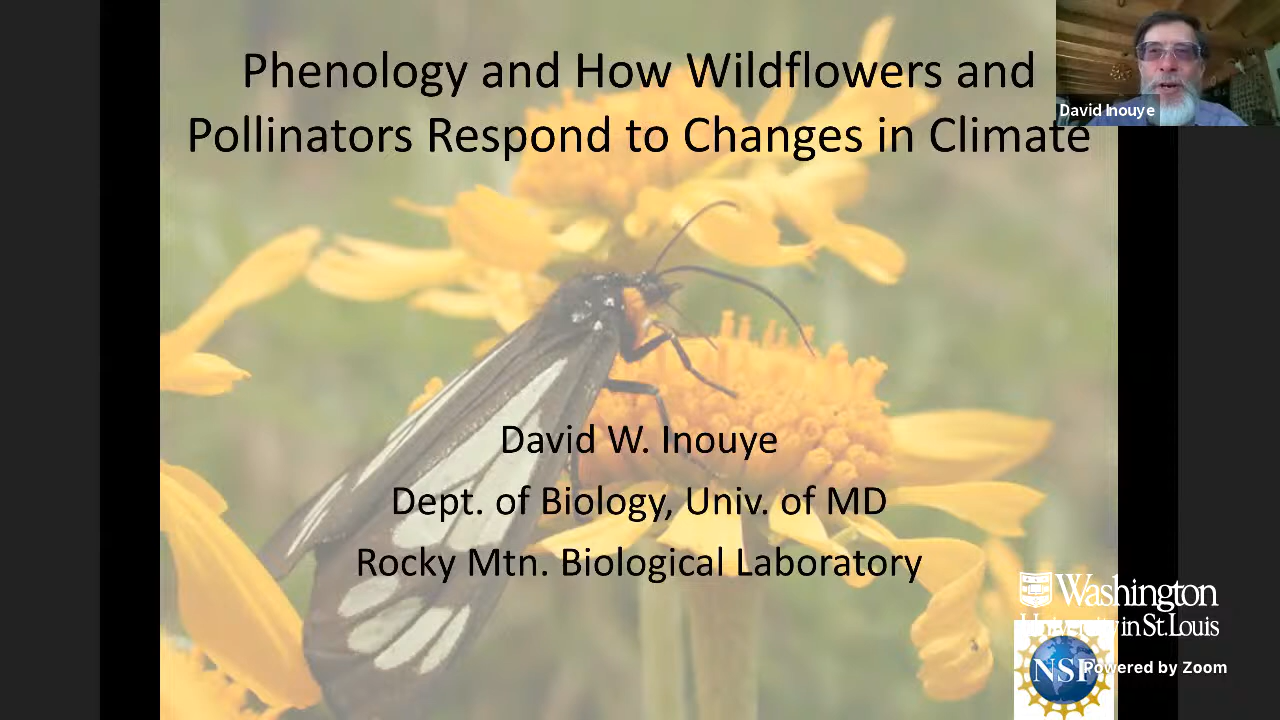 Phenology and How Wildflowers and
Pollinators Respond to Changes in Climate
David Inouye
David W. Inouye
Dept. of Biology, Univ. of MD
Rocky Mtn. Biological Laboratory
Washington
University in St. Louis
NSF
Powered by Zoom